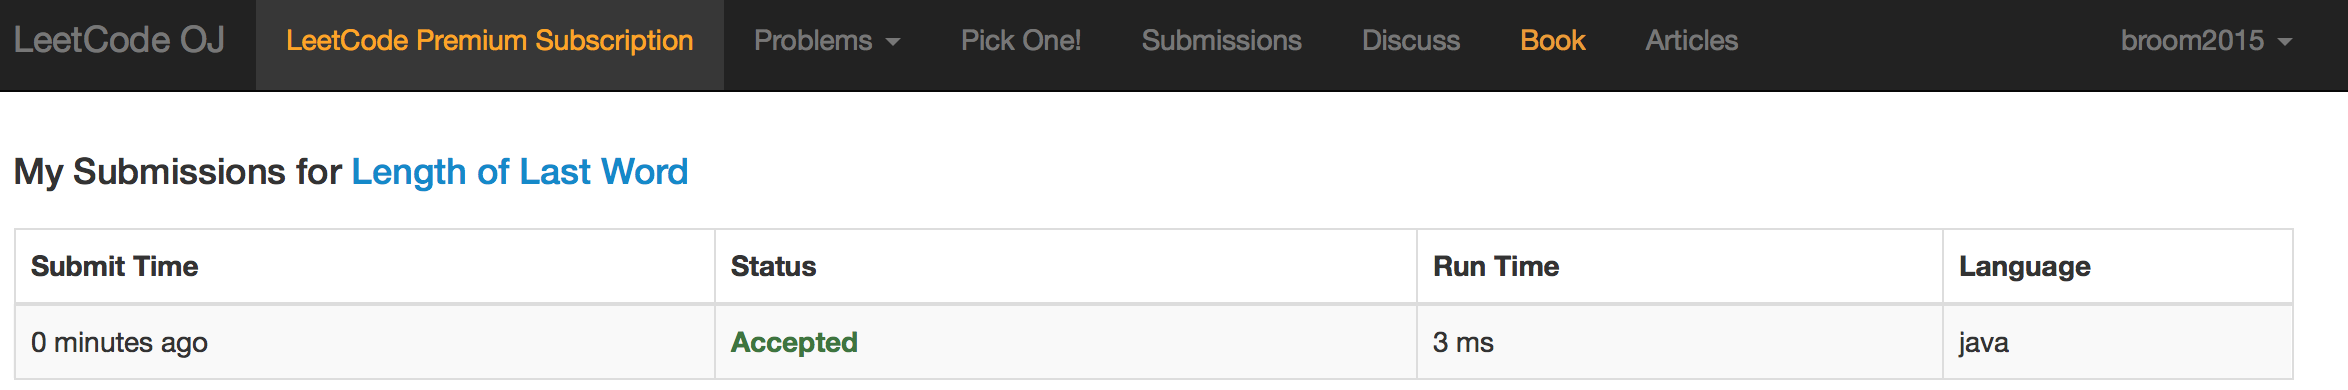 LeetCode OJ LeetCode Premium Subscription Problems Pick One! Submissions Discuss Book Articles broom2015
My Submissions for Length of Last Word
Submit Time Status Run Time Language
0 minutes ago Accepted 3 ms java